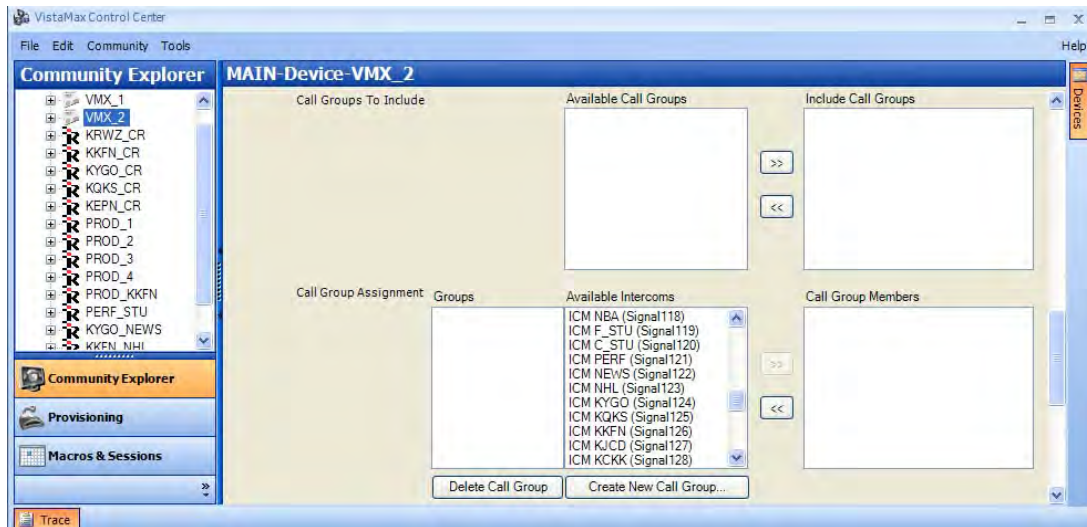 VistaMax Control Center
File Edit Community Tools
Help
Community Explorer
MAIN-Device-VMX_2
Devices
VMX_1
VMX_2
KRWZ_CR
KKFN_CR
KYGO_CR
KQKS_CR
KEPN_CR
PROD_1
PROD_2
PROD_3
PROD_4
PROD_KKFN
PERF_STU
KYGO_NEWS
KKFN_NHL
Community Explorer
Provisioning
Macros & Sessions
»
Call Groups To Include
Available Call Groups
Include Call Groups
>>
<<
Call Group Assignment
Groups
Available Intercoms
Call Group Members
ICM NBA (Signal118)
ICM F_STU (Signal119)
ICM C_STU (Signal120)
ICM PERF (Signal121)
ICM NEWS (Signal122)
ICM NHL (Signal123)
ICM KYGO (Signal124)
ICM KQKS (Signal125)
ICM KKFN (Signal126)
ICM KJCD (Signal127)
ICM KCKK (Signal128)
>>
<<
Delete Call Group
Create New Call Group...
Trace